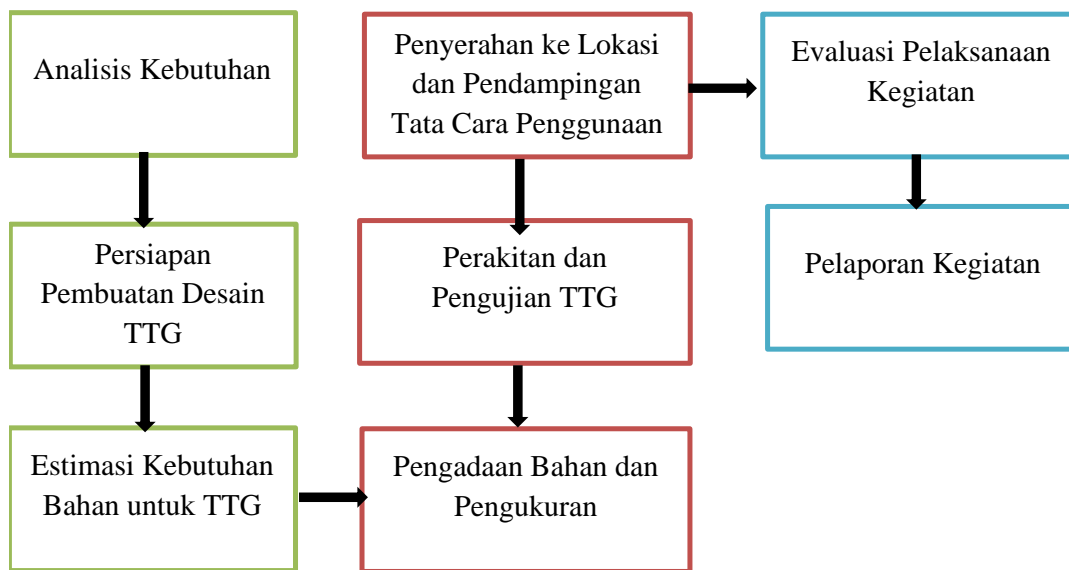 Analisis Kebutuhan
Persiapan
Pembuatan Desain
TTG
Estimasi Kebutuhan
Bahan untuk TTG
Penyerahan ke Lokasi
dan Pendampingan
Tata Cara Penggunaan
Perakitan dan
Pengujian TTG
Pengadaan Bahan dan
Pengukuran
Evaluasi Pelaksanaan
Kegiatan
Pelaporan Kegiatan